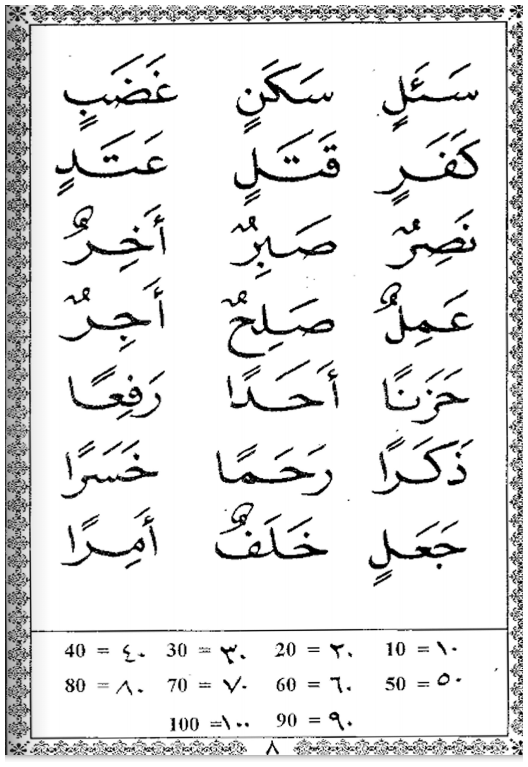 سَئَلٍ سَكَنٍ غَضَبٍ
كَفَرٍ قَتَلٍ عَتَدٍ
نَصِرٌ صَبِرٌ أَخِرٌ
عَمِلٌ صَلِحٌ أَجِرٌ
حَزَنًا أَحَدًا رَفِعًا
ذَكَرًا رَحَمًا خَسَرًا
جَعَلٍ خَلَفٌ أَمِرًا
10 = ١٠ 20 = ٢٠ 30 = ٣٠ 40 = ٤٠
50 = ٥٠ 60 = ٦٠ 70 = ٧٠ 80 = ٨٠
90 = ٩٠ 100 = ١٠٠
٨